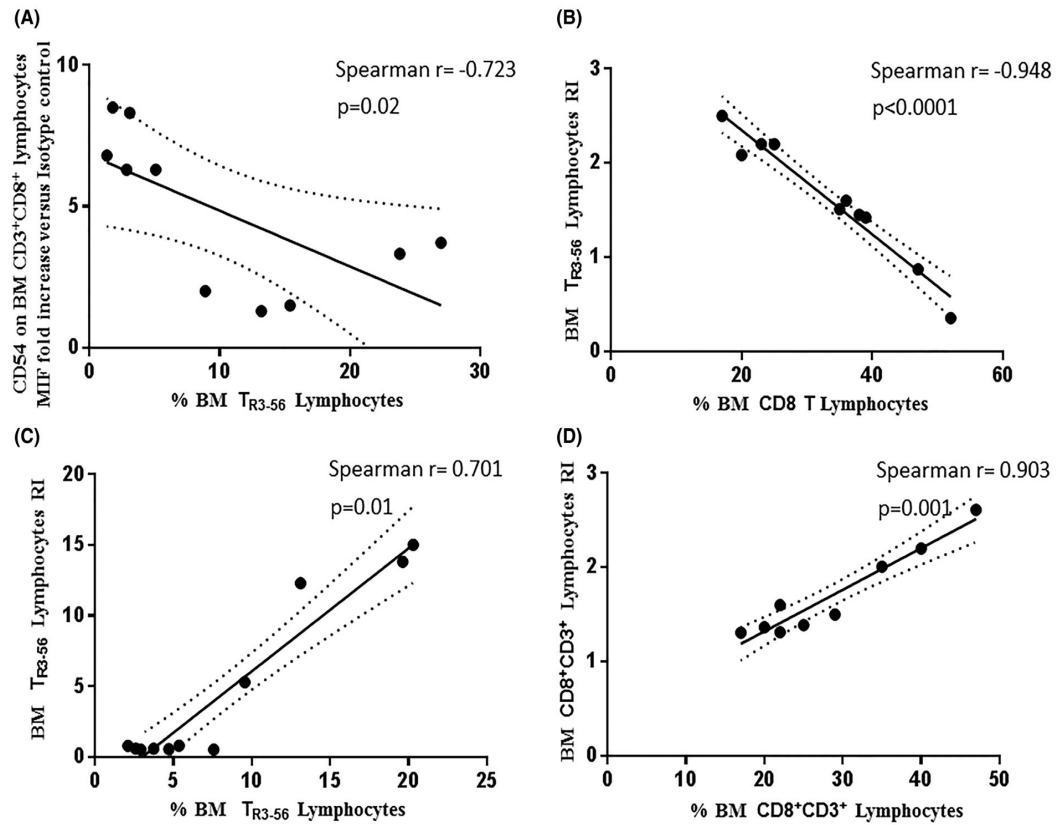 (A)
CD54 on BM CD3⁺CD8⁺ lymphocytes
MIF fold increase versus Isotype control
10
5
0
Spearman r= -0.723
p=0.02
0 10 20 30
% BM TR3-56 Lymphocytes
(B)
BM TR3-56 Lymphocytes RI
3
2
1
0
Spearman r= -0.948
p<0.0001
0 20 40 60
% BM CD8 T Lymphocytes
(C)
BM TR3-56 Lymphocytes RI
20
15
10
5
0
Spearman r= 0.701
p=0.01
0 5 10 15 20 25
% BM TR3-56 Lymphocytes
(D)
BM CD8⁺CD3⁺ Lymphocytes RI
3
2
1
0
Spearman r= 0.903
p=0.001
0 10 20 30 40 50
% BM CD8⁺CD3⁺ Lymphocytes